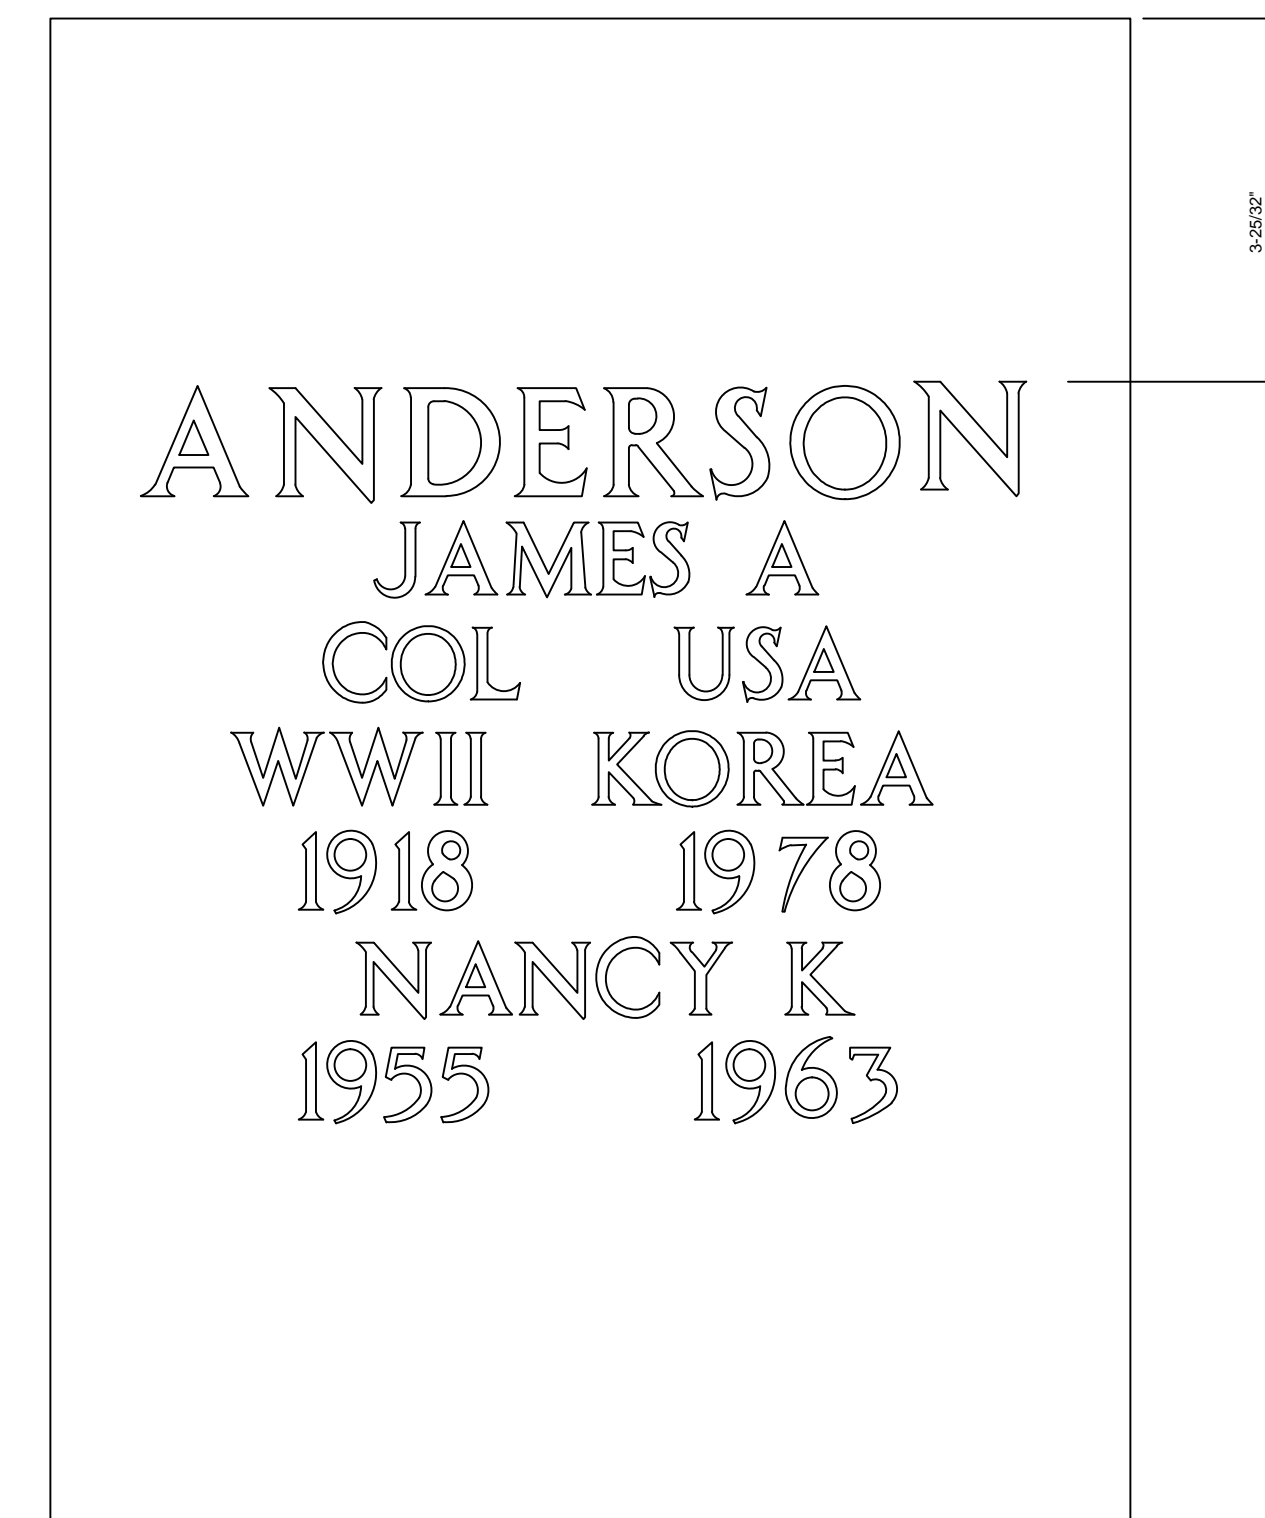 3-25/32"
ANDERSON
JAMES A
COL USA
WWII KOREA
1918 1978
NANCY K
1955 1963